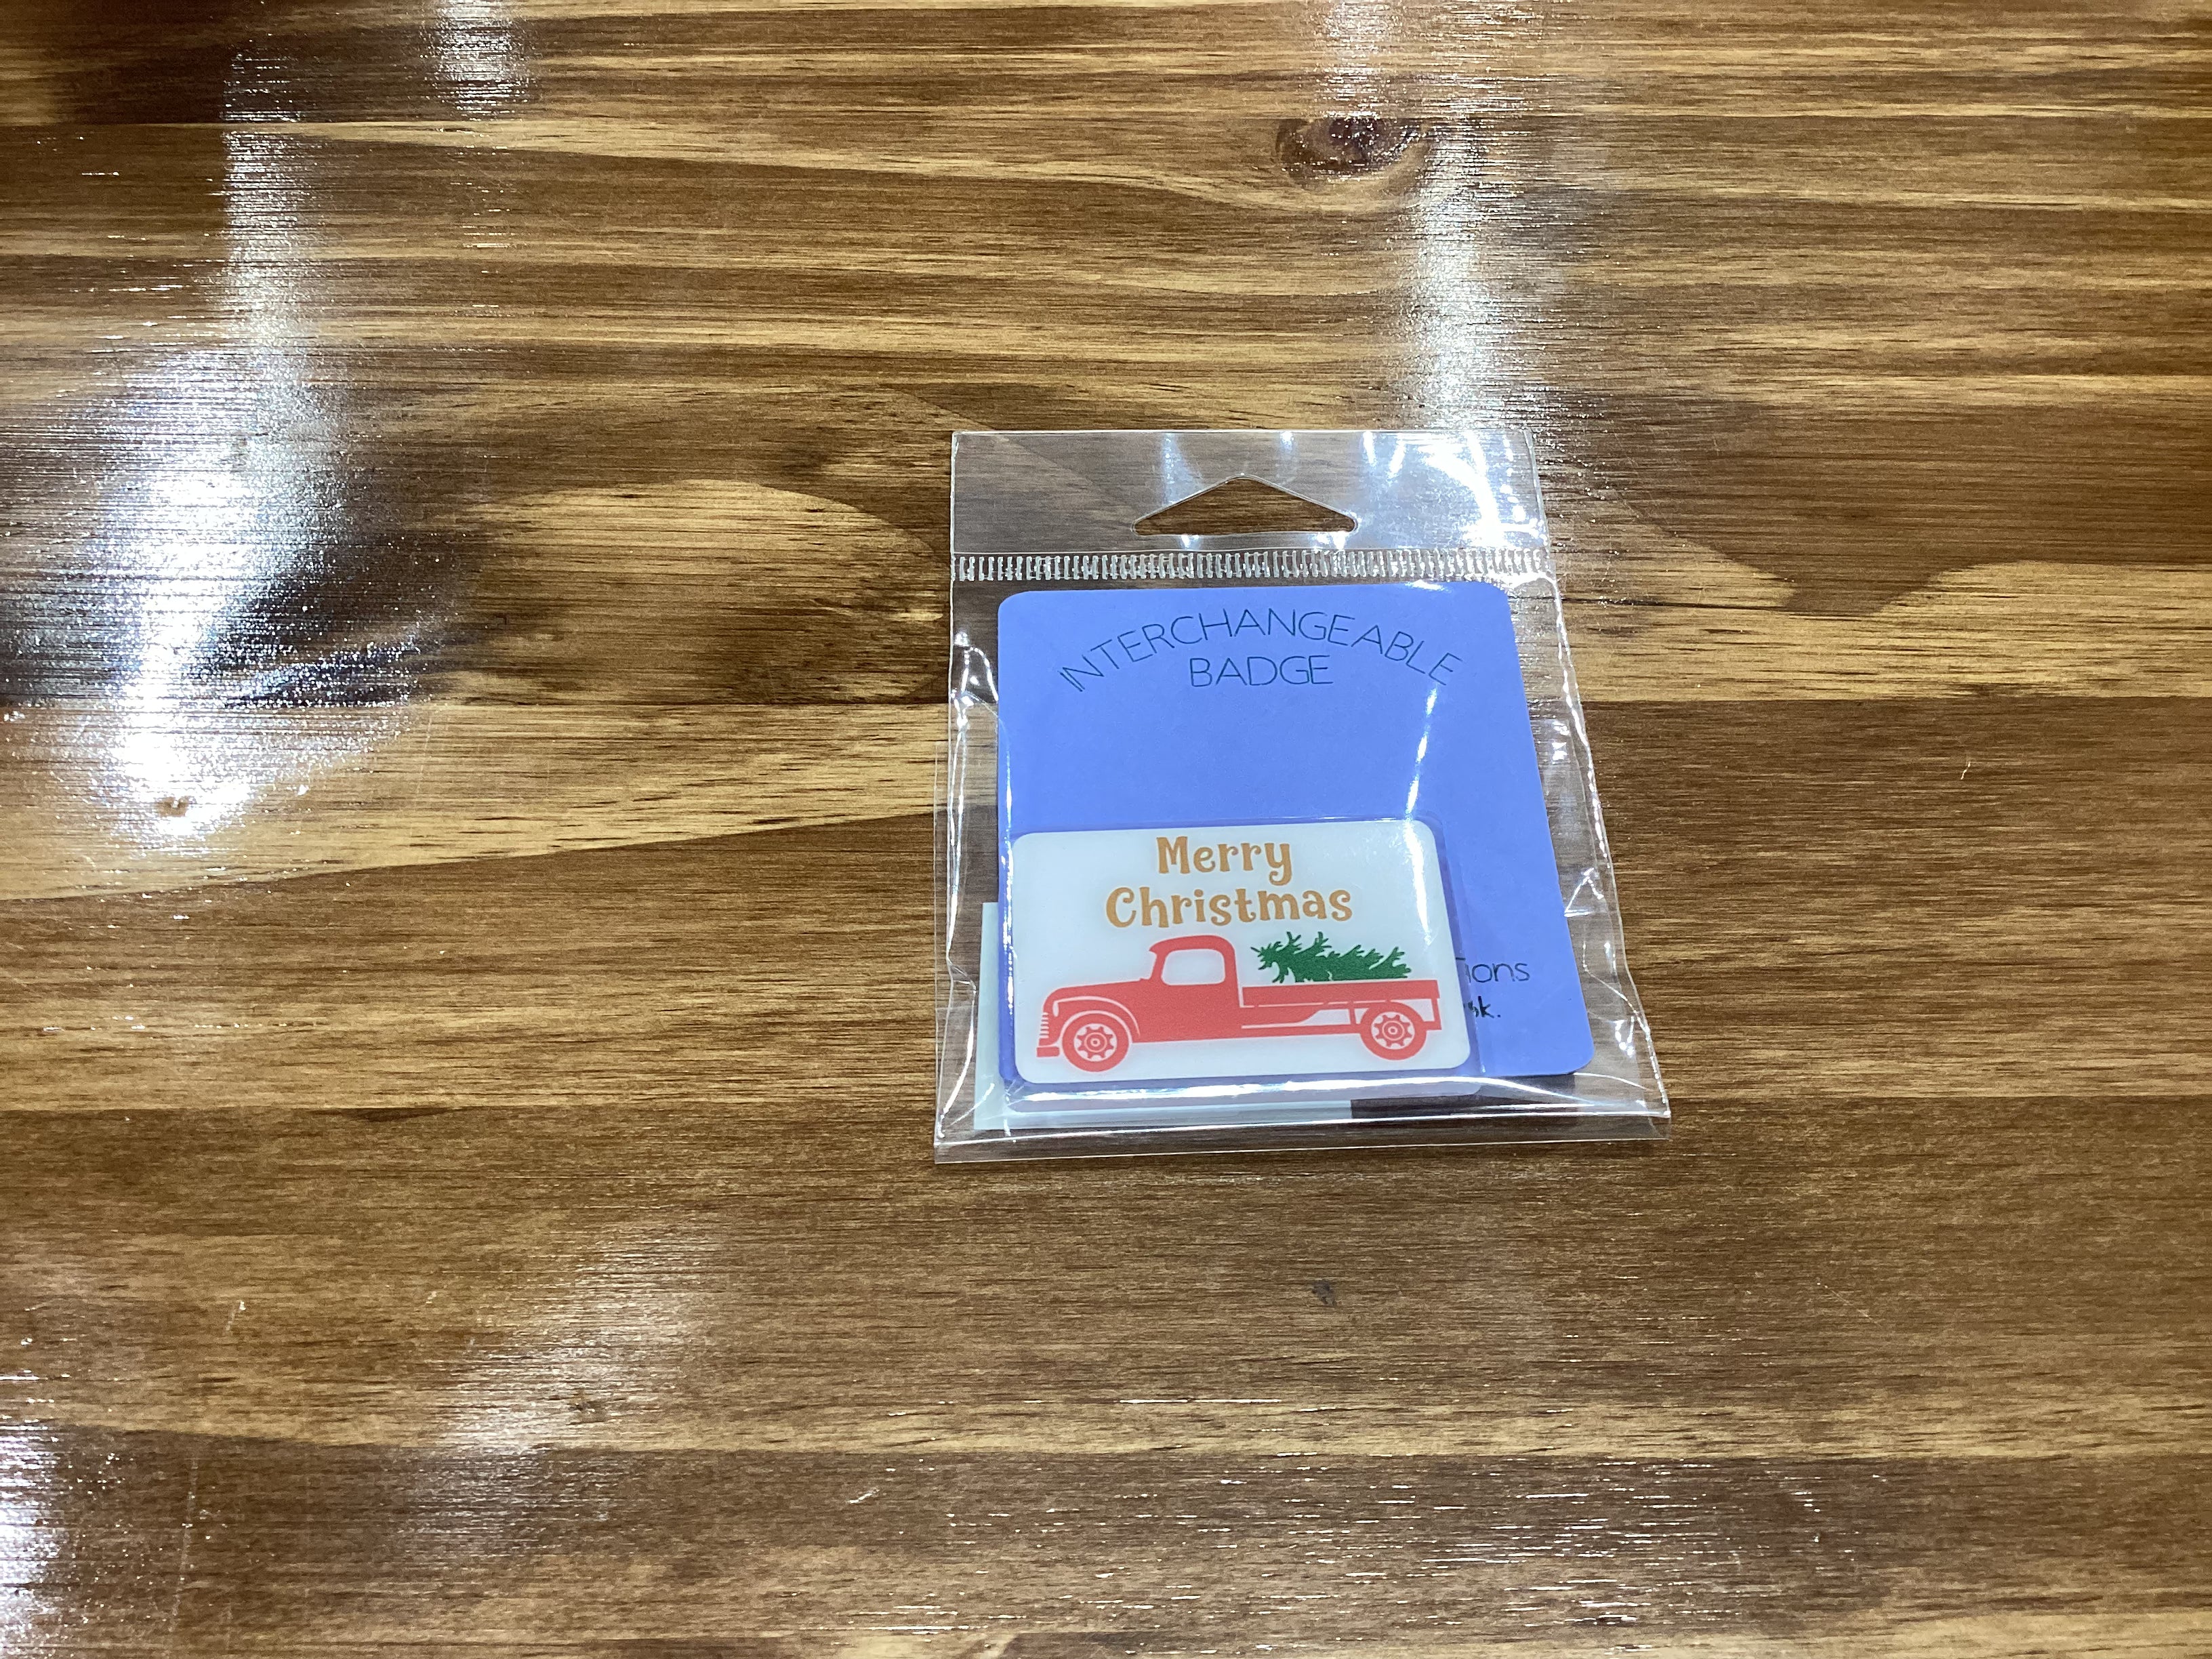 INTERCHANGEABLE
BADGE
Merry
Christmas